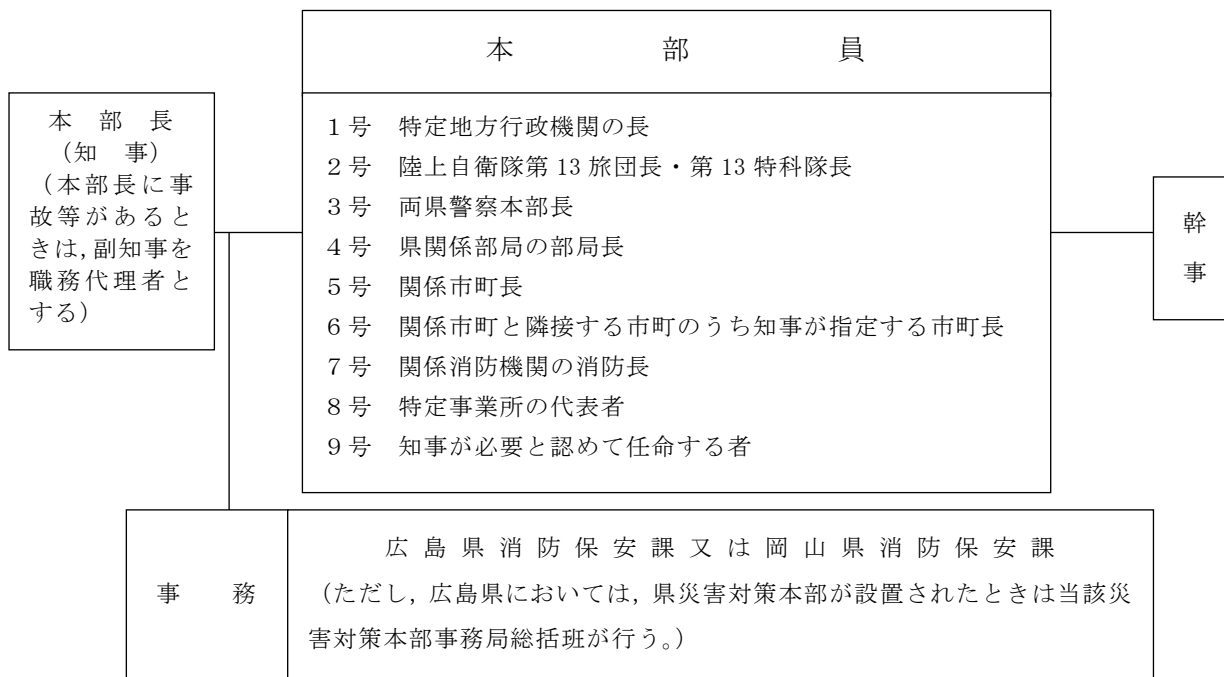 本部員
本部長
（知事）
（本部長に事
故等があると
きは，副知事を
職務代理者と
する）
１号　特定地方行政機関の長
２号　陸上自衛隊第 13 旅団長・第 13 特科隊長
３号　両県警察本部長
４号　県関係部局の部局長
５号　関係市町長
６号　関係市町と隣接する市町のうち知事が指定する市町長
７号　関係消防機関の消防長
８号　特定事業所の代表者
９号　知事が必要と認めて任命する者
幹
事
事務
広島県消防保安課又は岡山県消防保安課
（ただし，広島県においては，県災害対策本部が設置されたときは当該災
害対策本部事務局総括班が行う。）